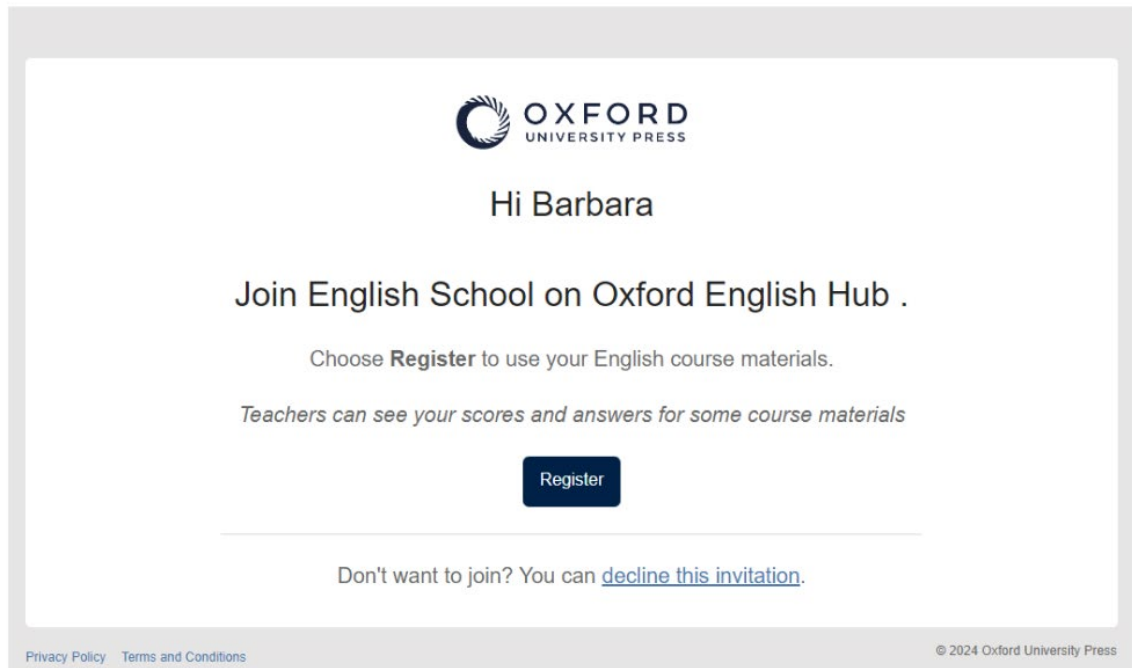 OXFORD
UNIVERSITY PRESS
Hi Barbara
Join English School on Oxford English Hub .
Choose Register to use your English course materials.
Teachers can see your scores and answers for some course materials
Register
Don't want to join? You can decline this invitation.
Privacy Policy Terms and Conditions
© 2024 Oxford University Press